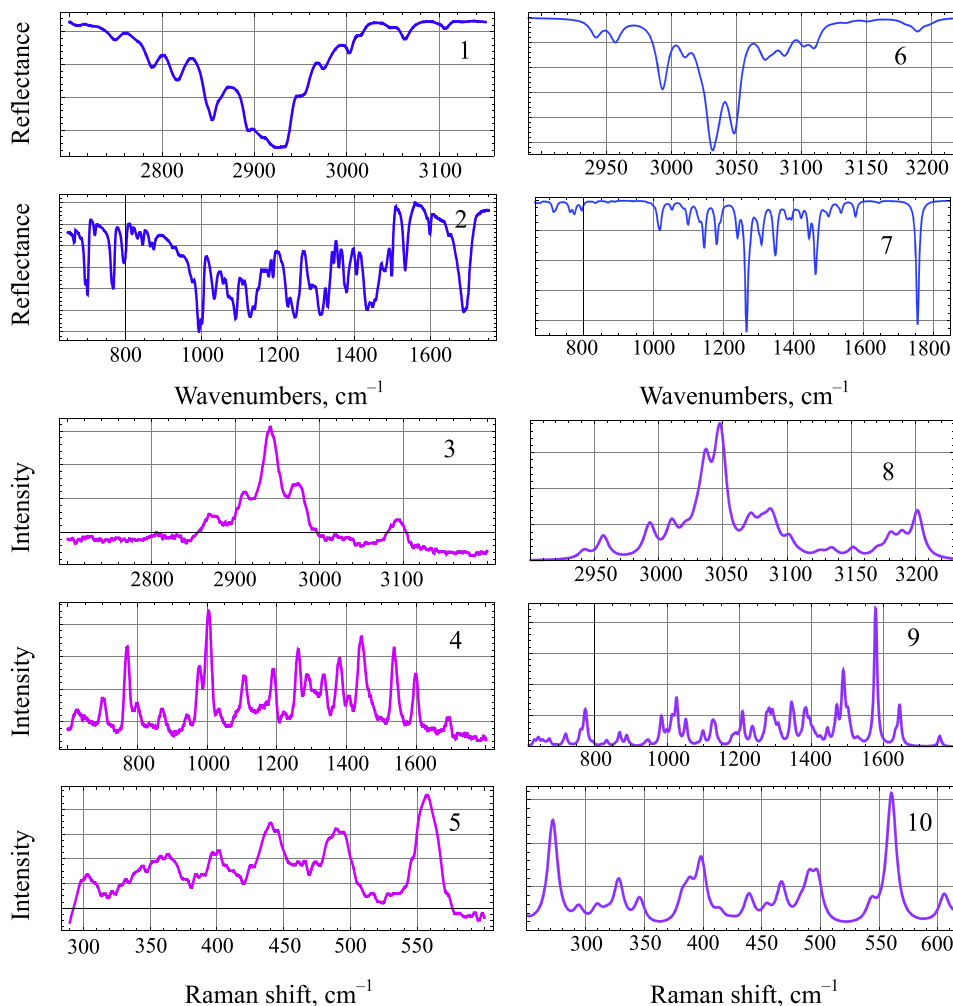 Reflectance
1
2800 2900 3000 3100
6
2950 3000 3050 3100 3150 3200
Reflectance
2
800 1000 1200 1400 1600
7
800 1000 1200 1400 1600 1800
Wavenumbers, cm⁻¹
Wavenumbers, cm⁻¹
Intensity
3
2800 2900 3000 3100
8
2950 3000 3050 3100 3150 3200
Intensity
4
800 1000 1200 1400 1600
9
800 1000 1200 1400 1600
Intensity
5
300 350 400 450 500 550
10
300 350 400 450 500 550 600
Raman shift, cm⁻¹
Raman shift, cm⁻¹